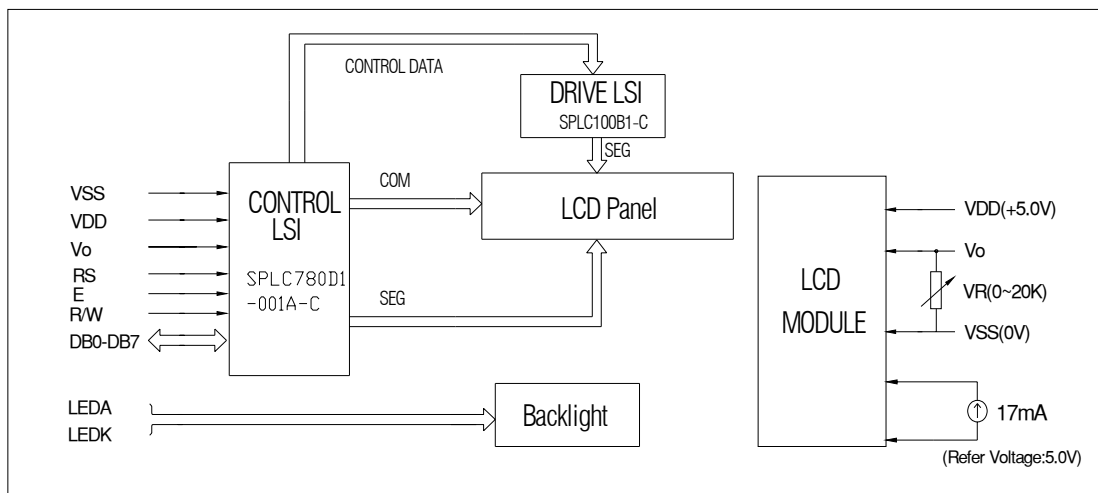 CONTROL DATA
DRIVE LSI
SPLC100B1-C
SEG
VSS
VDD
Vo
RS
E
R/W
DB0-DB7
CONTROL
LSI
SPLC780D1
-001A-C
COM
SEG
LCD Panel
LEDA
LEDK
Backlight
LCD
MODULE
VDD(+5.0V)
Vo
VR(0~20K)
VSS(0V)
17mA
(Refer Voltage:5.0V)